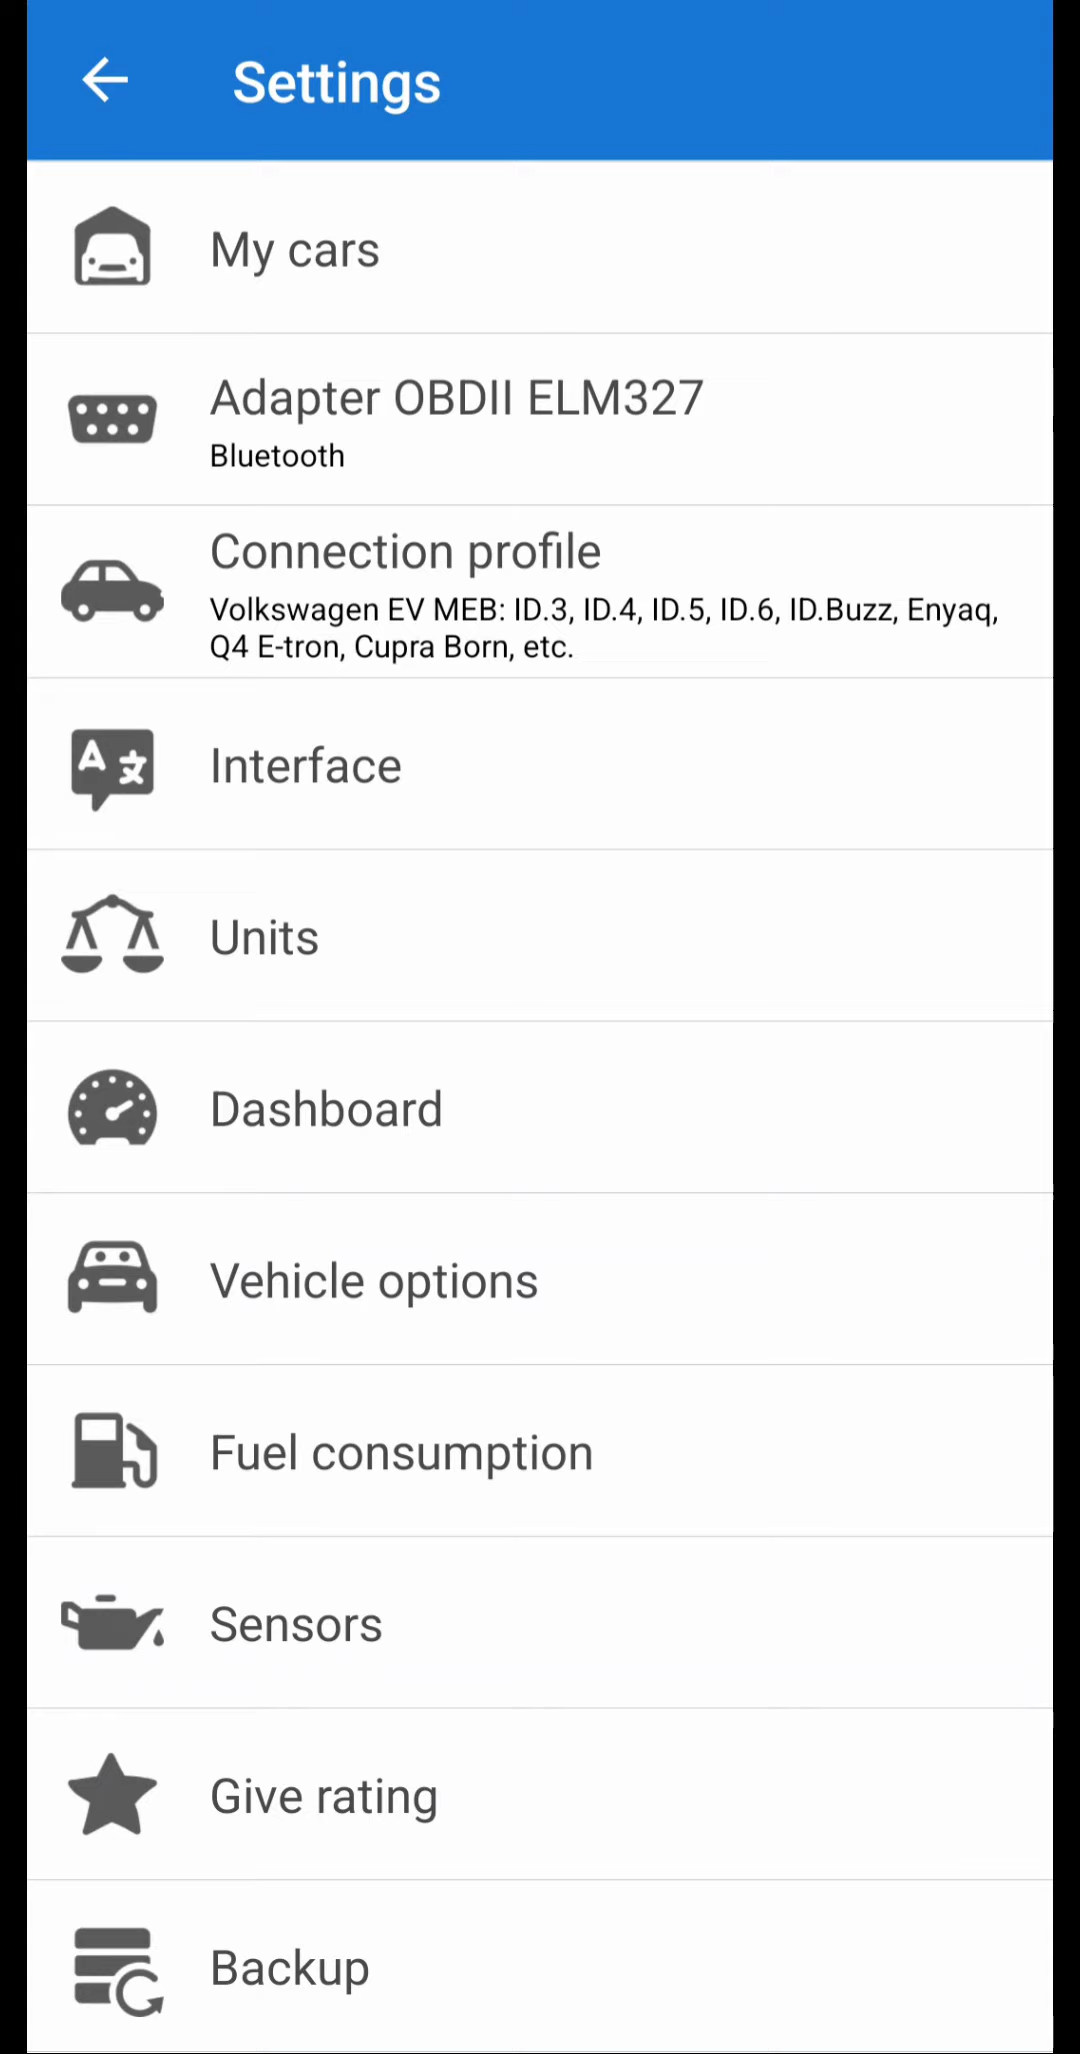 Settings
My cars
Adapter OBDII ELM327
Bluetooth
Connection profile
Volkswagen EV MEB: ID.3, ID.4, ID.5, ID.6, ID.Buzz, Enyaq,
Q4 E-tron, Cupra Born, etc.
A 文
Interface
Units
Dashboard
Vehicle options
Fuel consumption
Sensors
Give rating
Backup